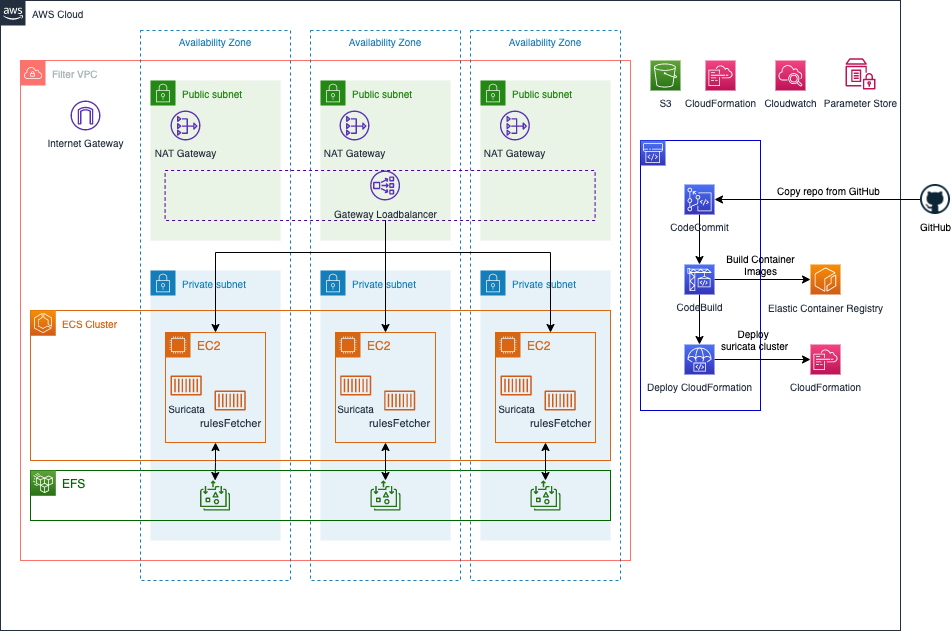 aws
AWS Cloud
Availability Zone
Availability Zone
Availability Zone
Filter VPC
Public subnet
Public subnet
Public subnet
S3
CloudFormation
Cloudwatch
Parameter Store
Internet Gateway
NAT Gateway
NAT Gateway
NAT Gateway
Gateway Loadbalancer
Copy repo from GitHub
GitHub
CodeCommit
Build Container
Images
CodeBuild
Elastic Container Registry
Deploy
suricata cluster
Deploy CloudFormation
CloudFormation
Private subnet
Private subnet
Private subnet
ECS Cluster
EC2
EC2
EC2
Suricata
rulesFetcher
Suricata
rulesFetcher
Suricata
rulesFetcher
EFS